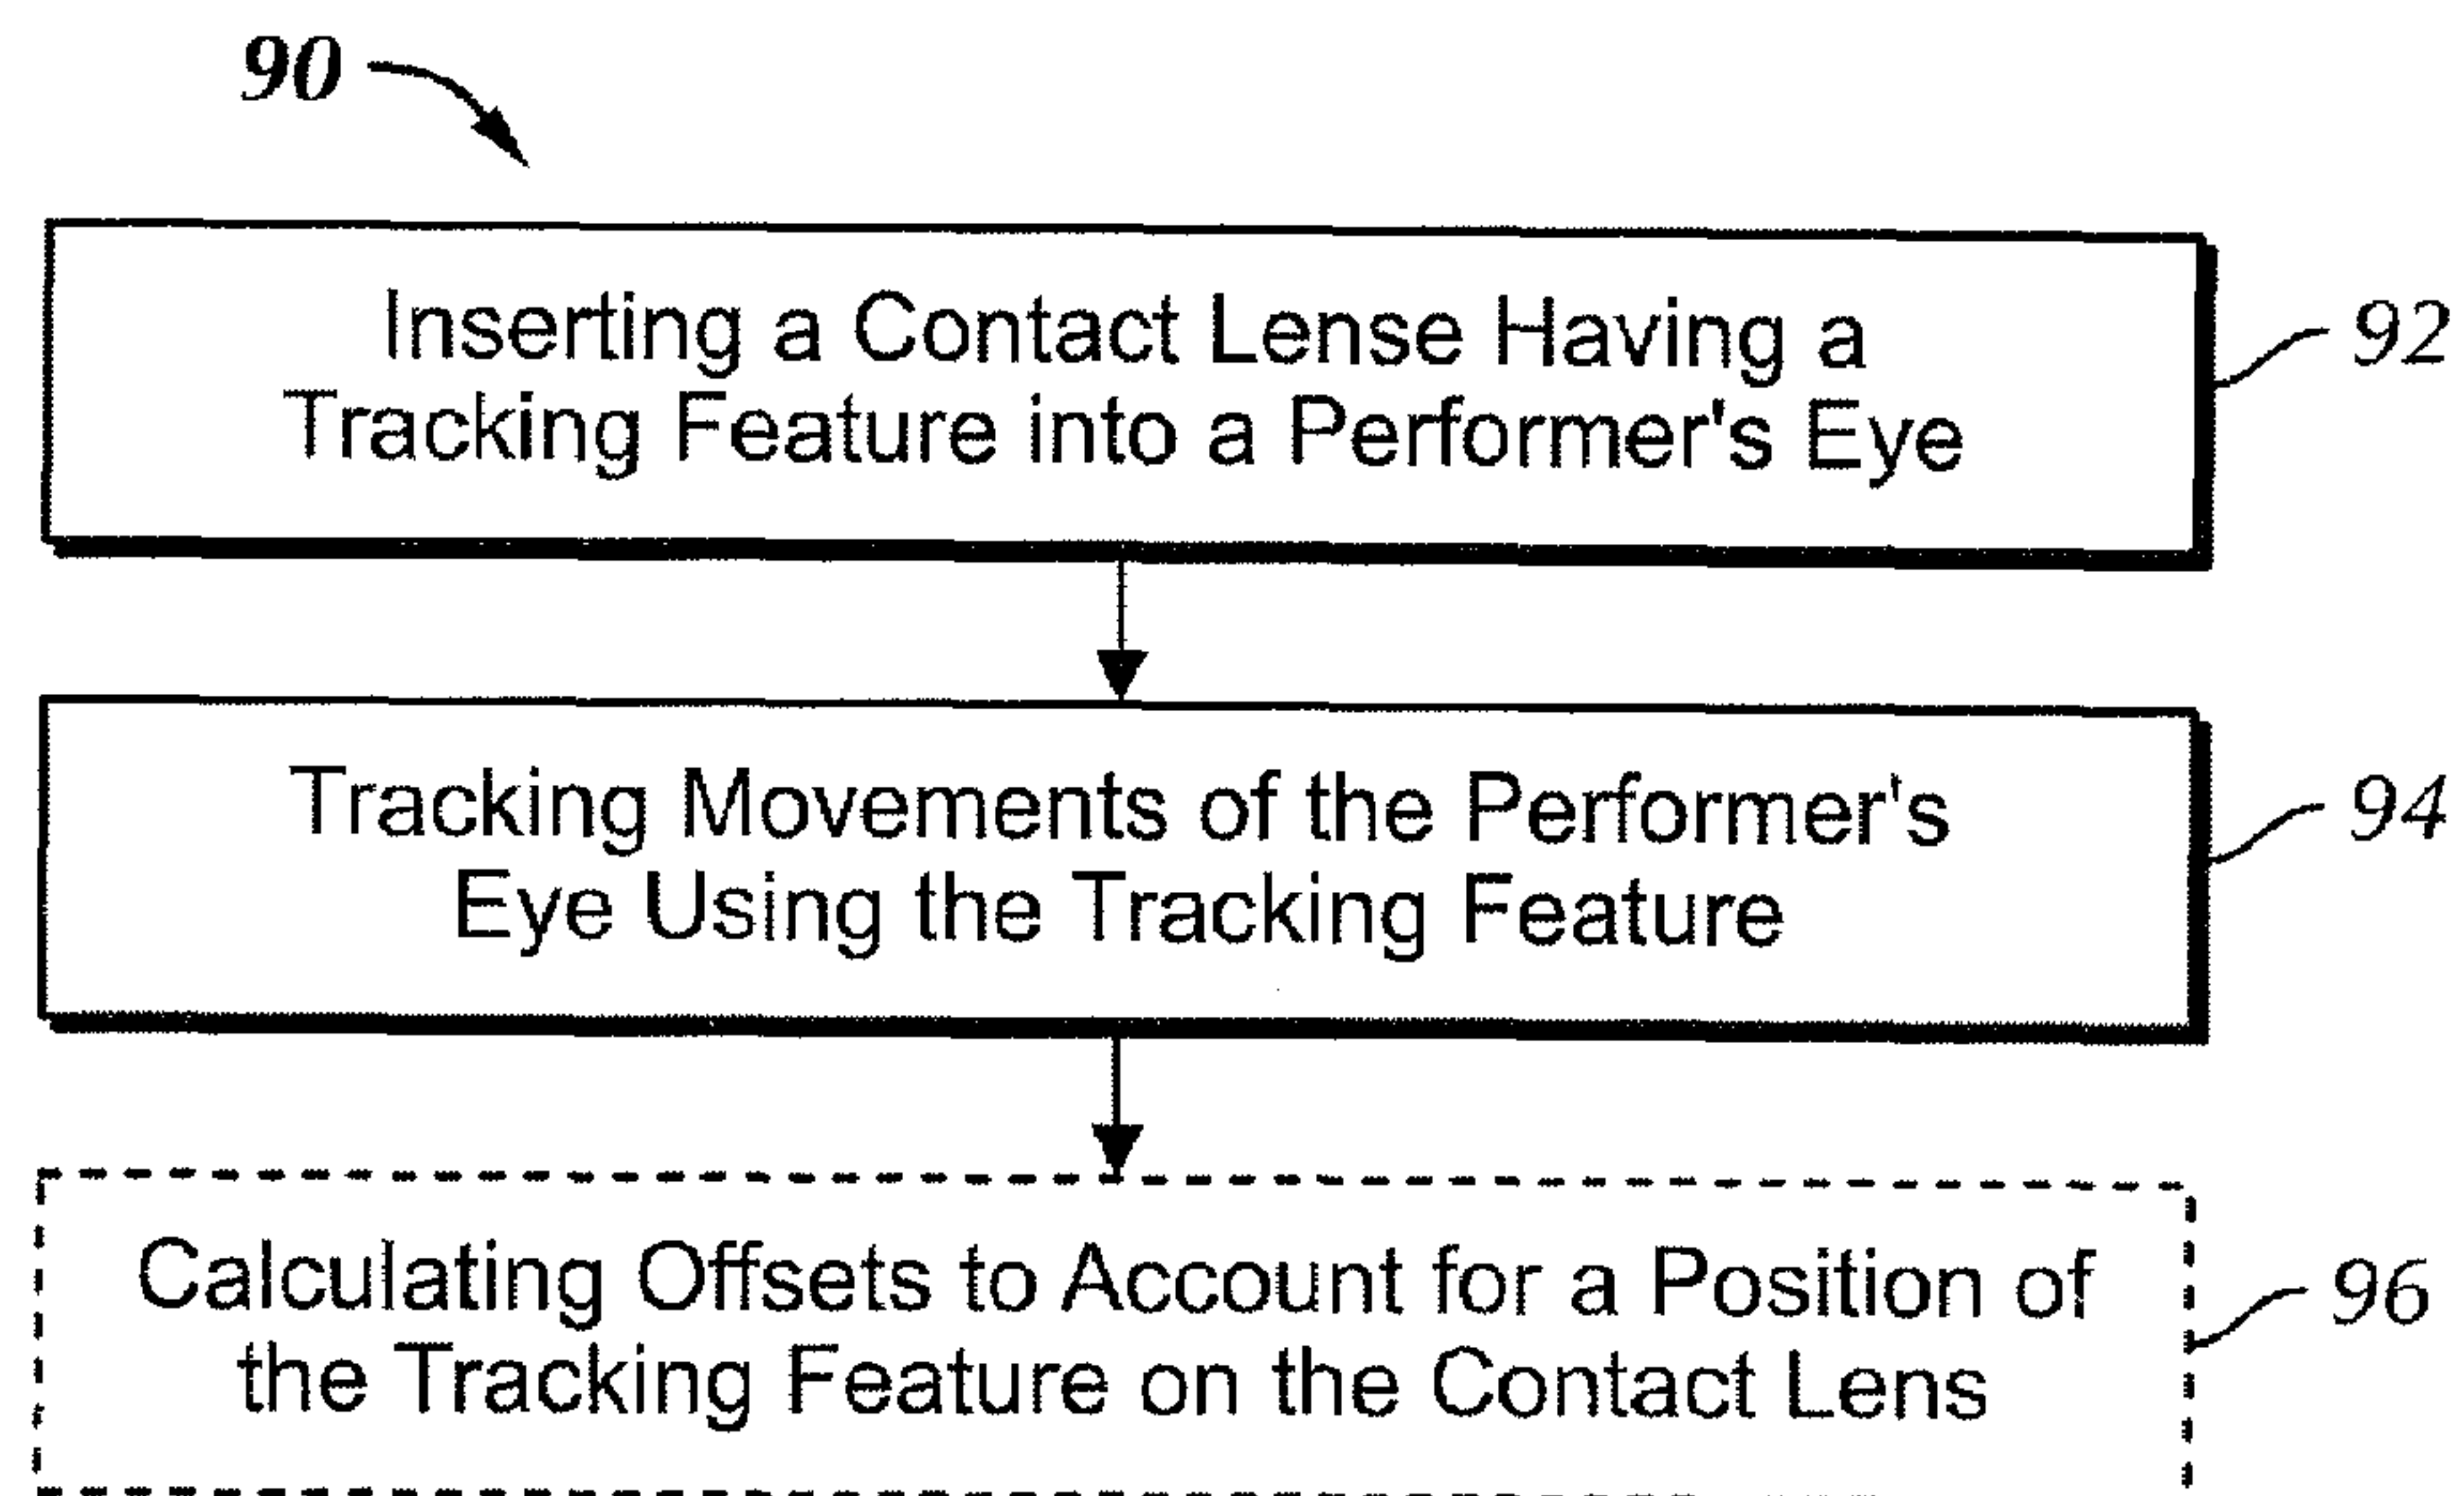 90
Inserting a Contact Lense Having a
Tracking Feature into a Performer's Eye
92
Tracking Movements of the Performer's
Eye Using the Tracking Feature
94
Calculating Offsets to Account for a Position of
the Tracking Feature on the Contact Lens
96